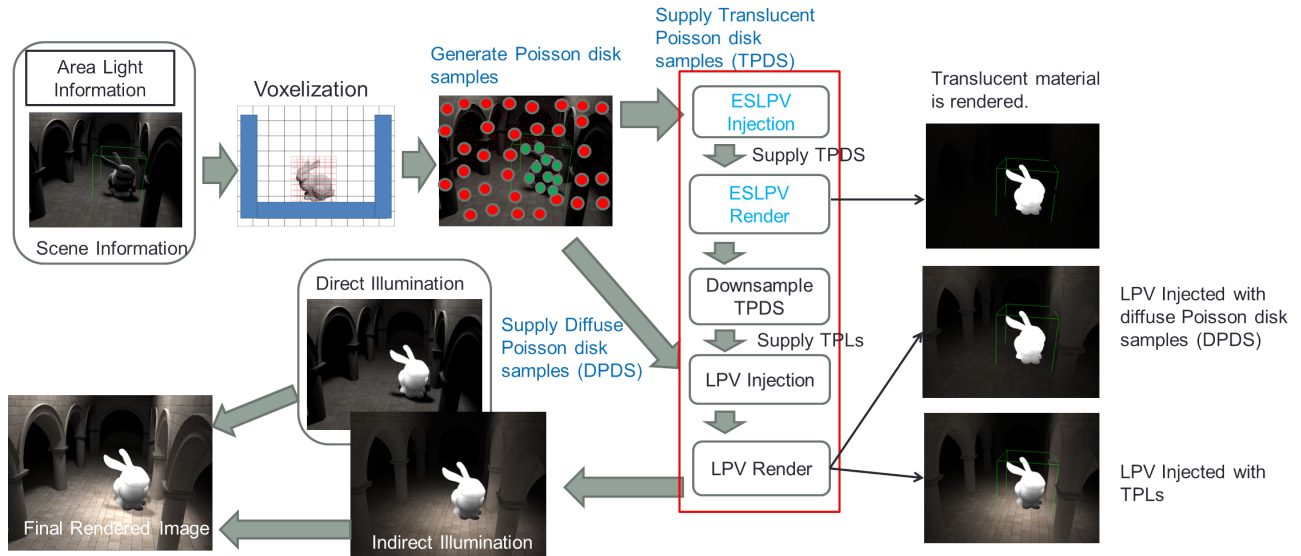 Area Light
Information
Scene Information
Voxelization
Generate Poisson disk
samples
Supply Translucent
Poisson disk
samples (TPDS)
ESLPV
Injection
Supply TPDS
ESLPV
Render
Downsample
TPDS
Supply TPLs
LPV Injection
LPV Render
Translucent material
is rendered.
LPV Injected with
diffuse Poisson disk
samples (DPDS)
LPV Injected with
TPLs
Supply Diffuse
Poisson disk
samples (DPDS)
Direct Illumination
Indirect Illumination
Final Rendered Image